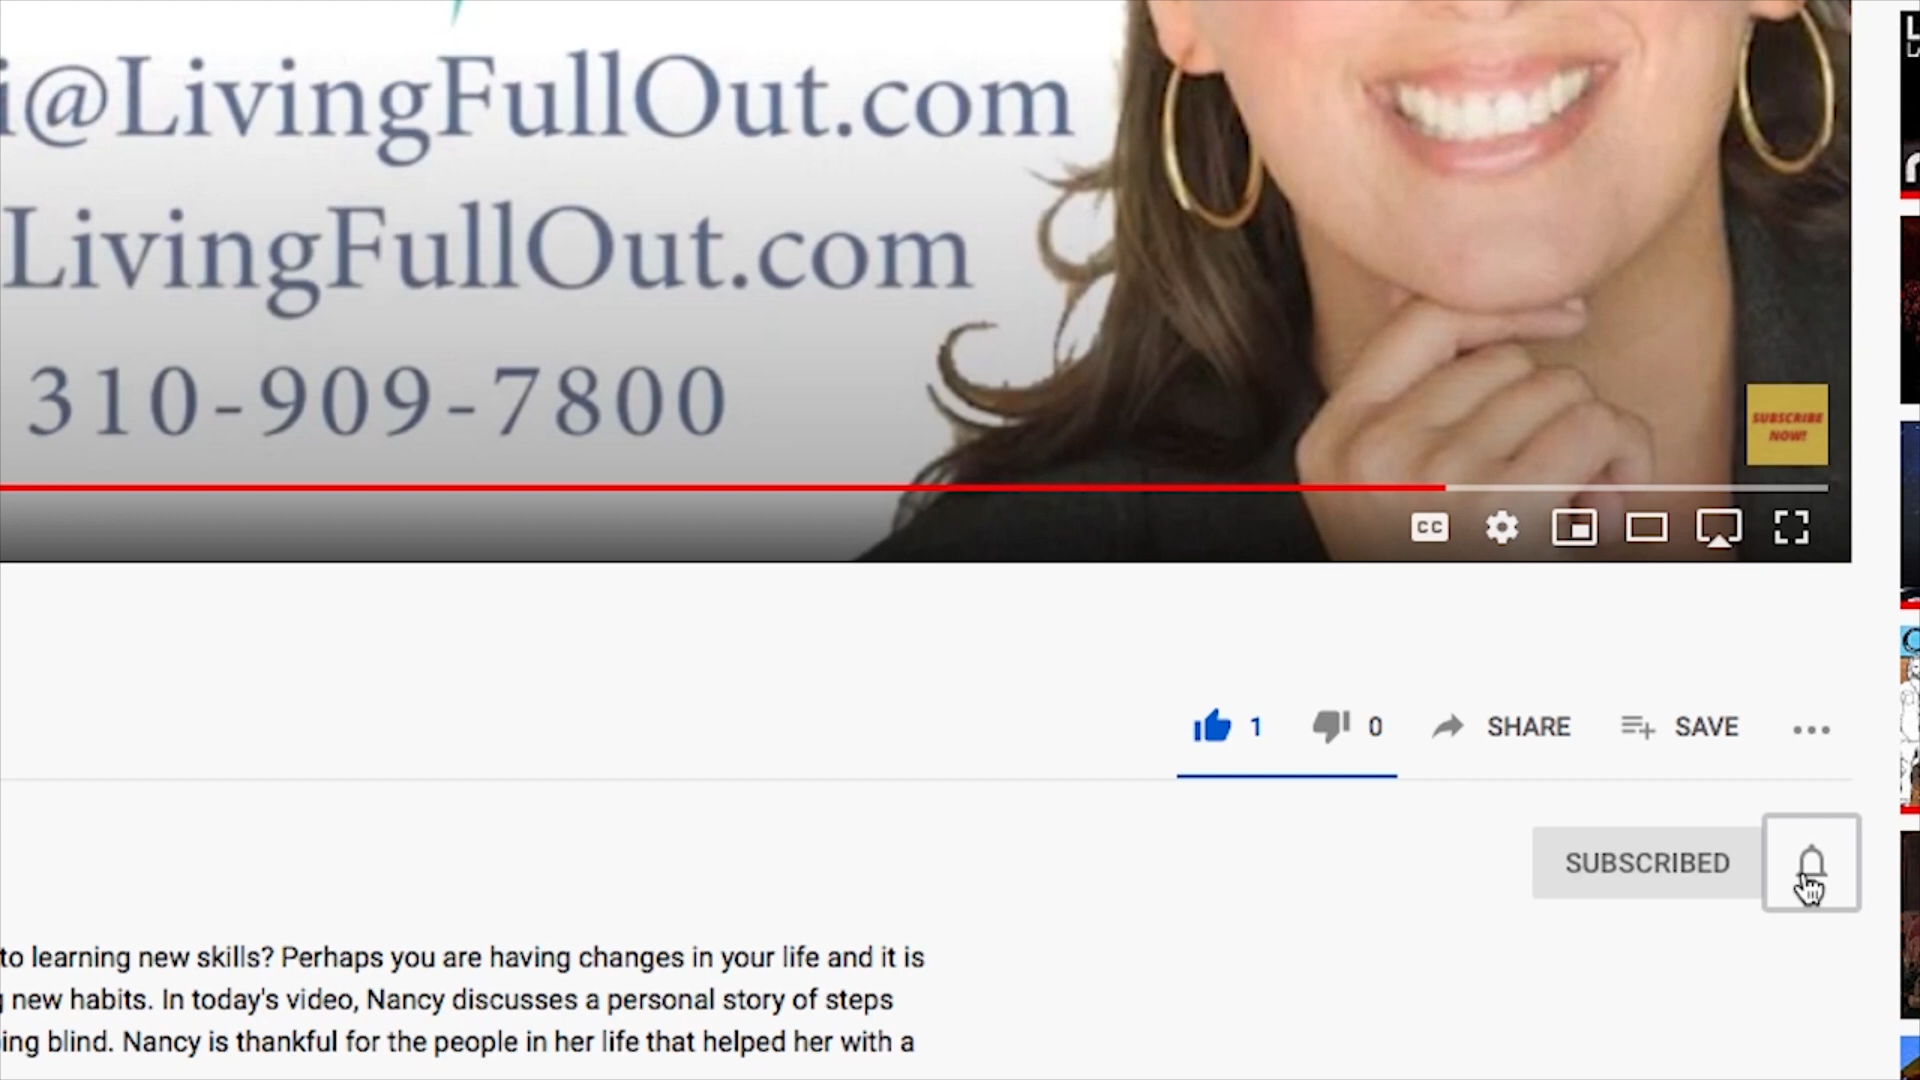 i@LivingFullOut.com
LivingFullOut.com
310-909-7800
SUBSCRIBE
NOW!
CC
1
0
SHARE
SAVE
SUBSCRIBED
to learning new skills? Perhaps you are having changes in your life and it is
new habits. In today's video, Nancy discusses a personal story of steps
ing blind. Nancy is thankful for the people in her life that helped her with a